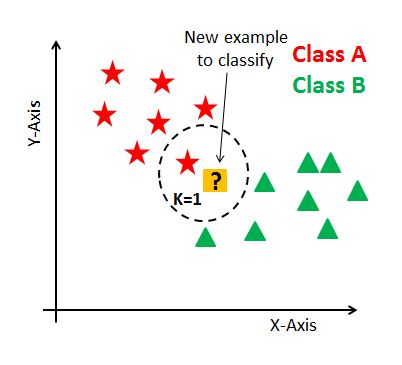 New example
to classify
Class A
Class B
Y-Axis
?
K=1
X-Axis